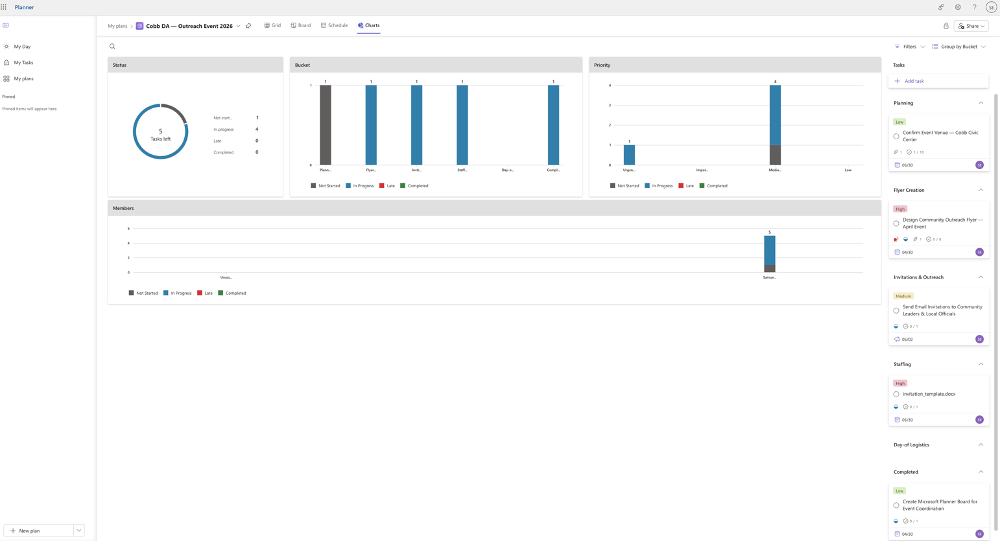 Planner
SE
My plans > Cobb DA — Outreach Event 2026
Grid
Board
Schedule
Charts
Share
My Day
My Tasks
My plans
Pinned
Pinned items will appear here.
New plan
Filters
Group by Bucket
Status
5
Tasks left
Not start... 1
In progress 4
Late 0
Completed 0
Bucket
1
0
1
1
1
1
1
Plann...
Flyer...
Invit...
Staff...
Day-o...
Compl...
Not Started
In Progress
Late
Completed
Priority
4
3
2
1
0
1
4
Urgen...
Impor...
Mediu...
Low
Not Started
In Progress
Late
Completed
Members
6
4
2
0
5
Unass...
Samue...
Not Started
In Progress
Late
Completed
Tasks
Add task
Planning
Low
Confirm Event Venue — Cobb Civic
Center
1
1 / 10
05/30
SE
Flyer Creation
High
Design Community Outreach Flyer —
April Event
1
0 / 8
04/30
SE
Invitations & Outreach
Medium
Send Email Invitations to Community
Leaders & Local Officials
0 / 1
05/02
SE
Staffing
High
invitation_template.docx
0 / 1
05/30
SE
Day-of Logistics
Completed
Low
Create Microsoft Planner Board for
Event Coordination
0 / 1
04/30
SE